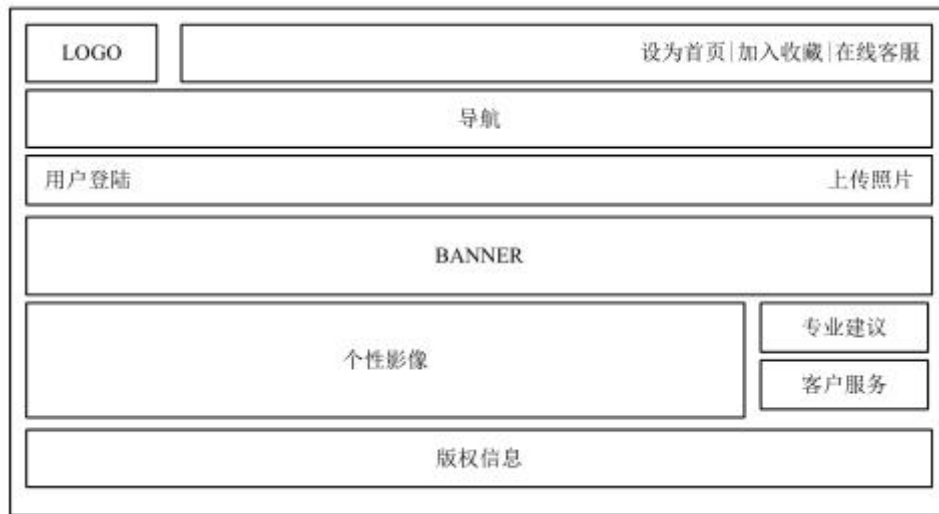 LOGO
设为首页|加入收藏|在线客服
导航
用户登陆
上传照片
BANNER
个性影像
专业建议
客户服务
版权信息